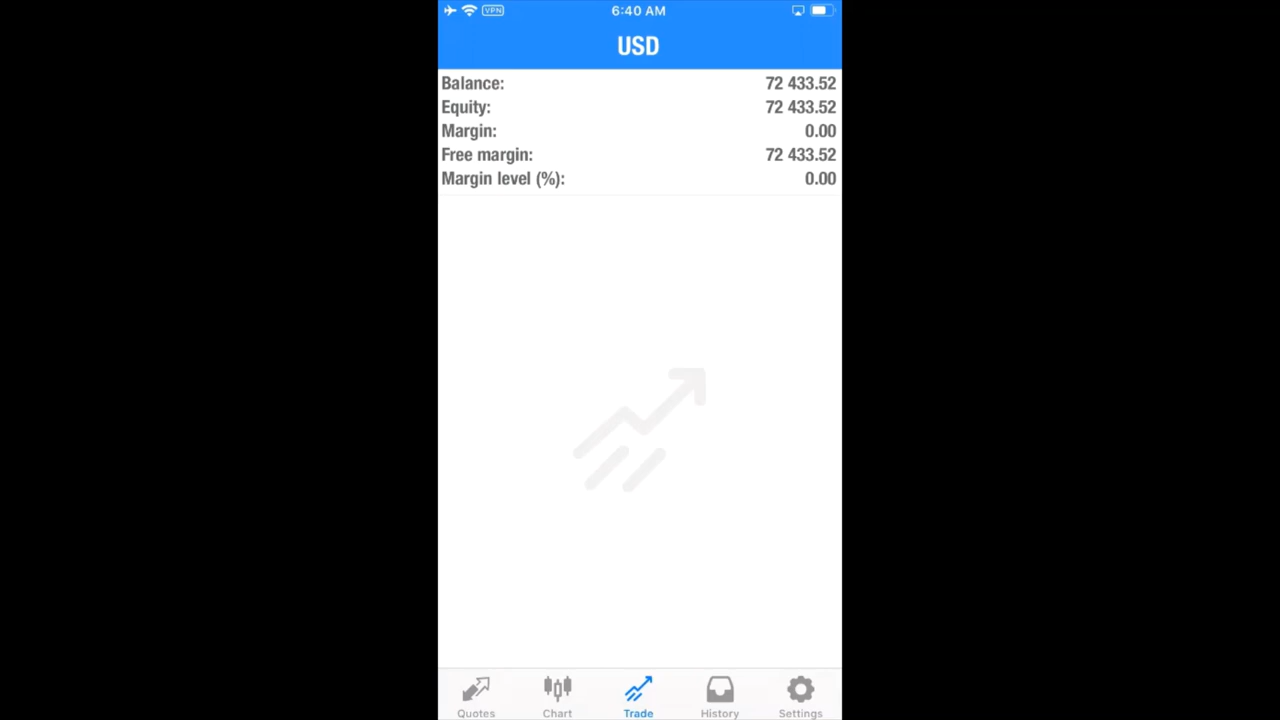 VPN 6:40 AM
USD
Balance: 72 433.52
Equity: 72 433.52
Margin: 0.00
Free margin: 72 433.52
Margin level (%): 0.00
Quotes Chart Trade History Settings